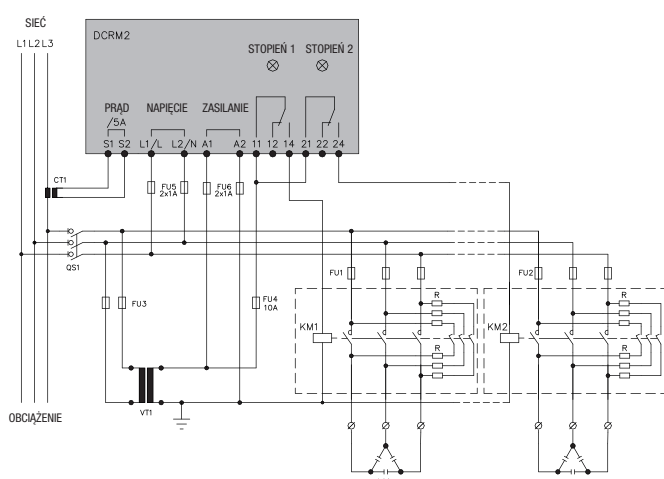 SIEĆ
L1 L2 L3
DCRM2
STOPIEŃ 1 STOPIEŃ 2
PRĄD NAPIĘCIE ZASILANIE
/5A
S1 S2 L1/L L2/N A1 A2 11 12 14 21 22 24
CT1
FU5
2x1A
FU6
2x1A
QS1
FU1
FU2
FU3
FU4
10A
R
R
KM1
KM2
R
R
VT1
OBCIĄŻENIE